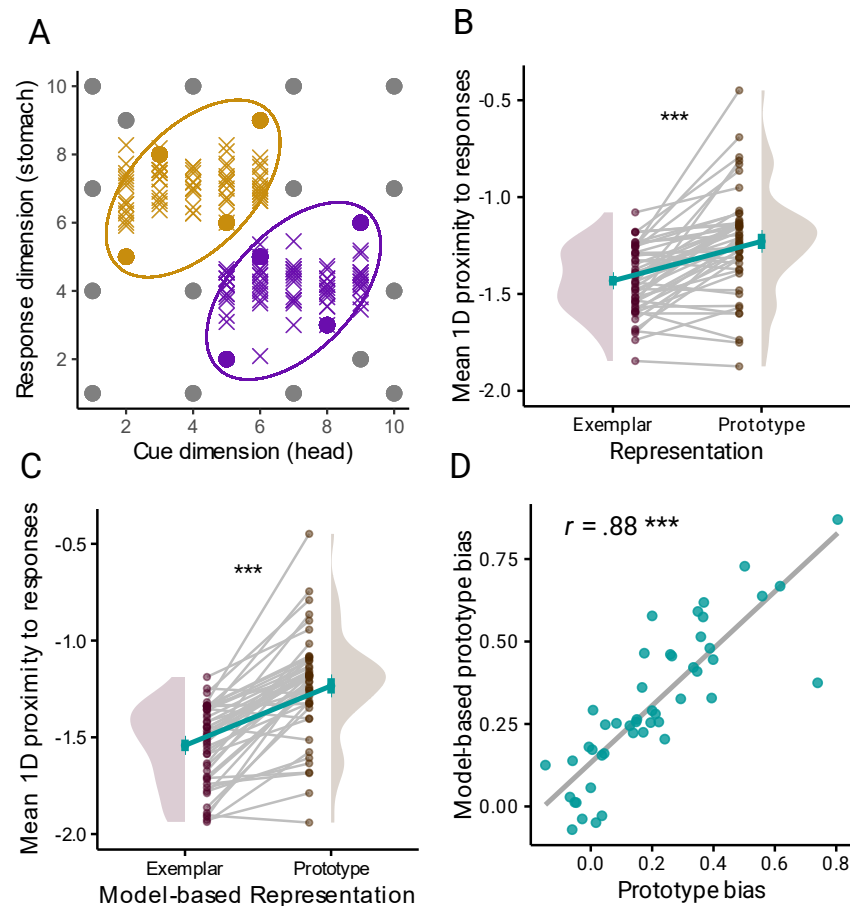 A
Response dimension (stomach)
10
8
6
4
2
2 4 6 8 10
Cue dimension (head)
B
Mean 1D proximity to responses
-0.5
-1.0
-1.5
-2.0
***
Exemplar Prototype
Representation
C
Mean 1D proximity to responses
-0.5
-1.0
-1.5
-2.0
***
Exemplar Prototype
Model-based Representation
D
Model-based prototype bias
r = .88 ***
0.75
0.50
0.25
0.00
0.0 0.2 0.4 0.6 0.8
Prototype bias